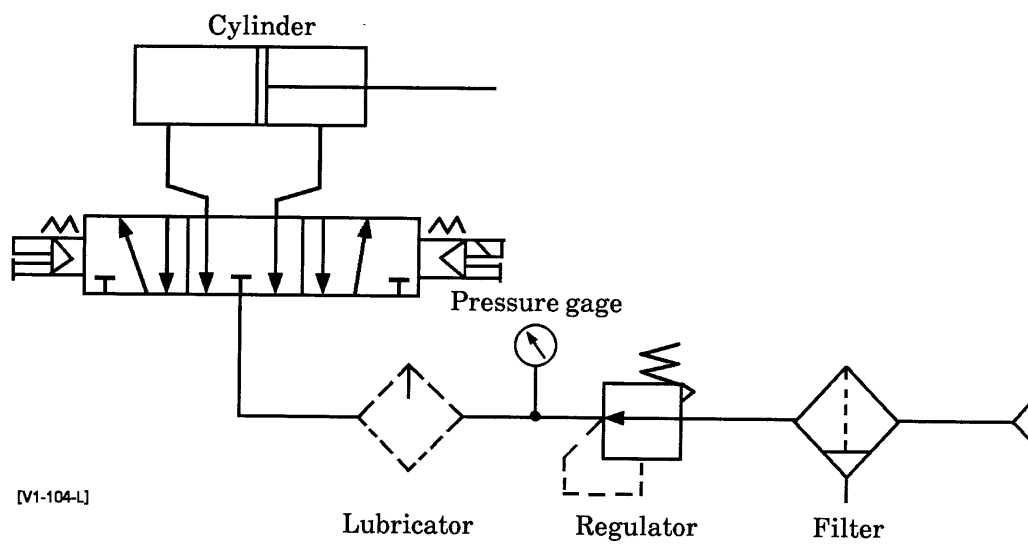 Cylinder
Pressure gage
[V1-104-L]
Lubricator
Regulator
Filter